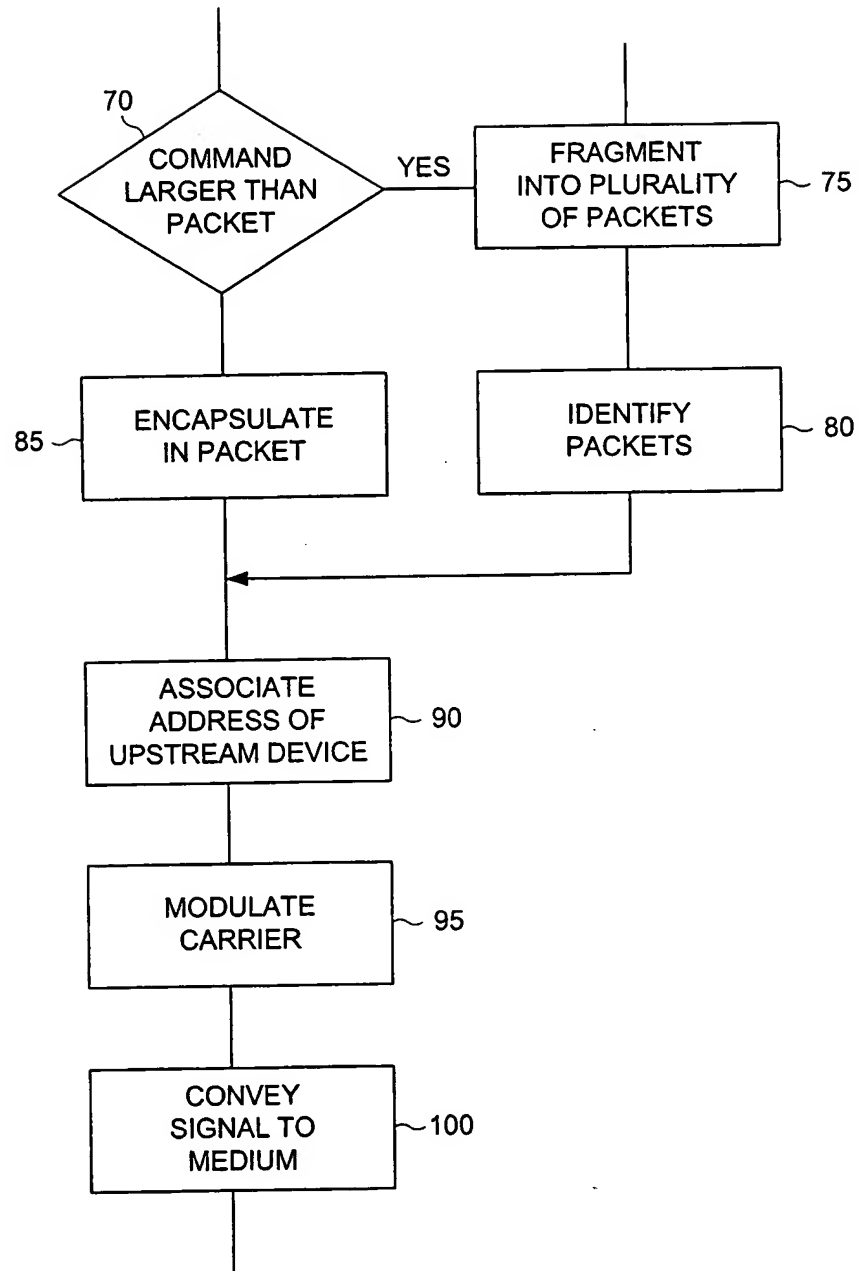 70
COMMAND
LARGER THAN
PACKET
YES
FRAGMENT
INTO PLURALITY
OF PACKETS
75
85
ENCAPSULATE
IN PACKET
IDENTIFY
PACKETS
80
ASSOCIATE
ADDRESS OF
UPSTREAM DEVICE
90
MODULATE
CARRIER
95
CONVEY
SIGNAL TO
MEDIUM
100